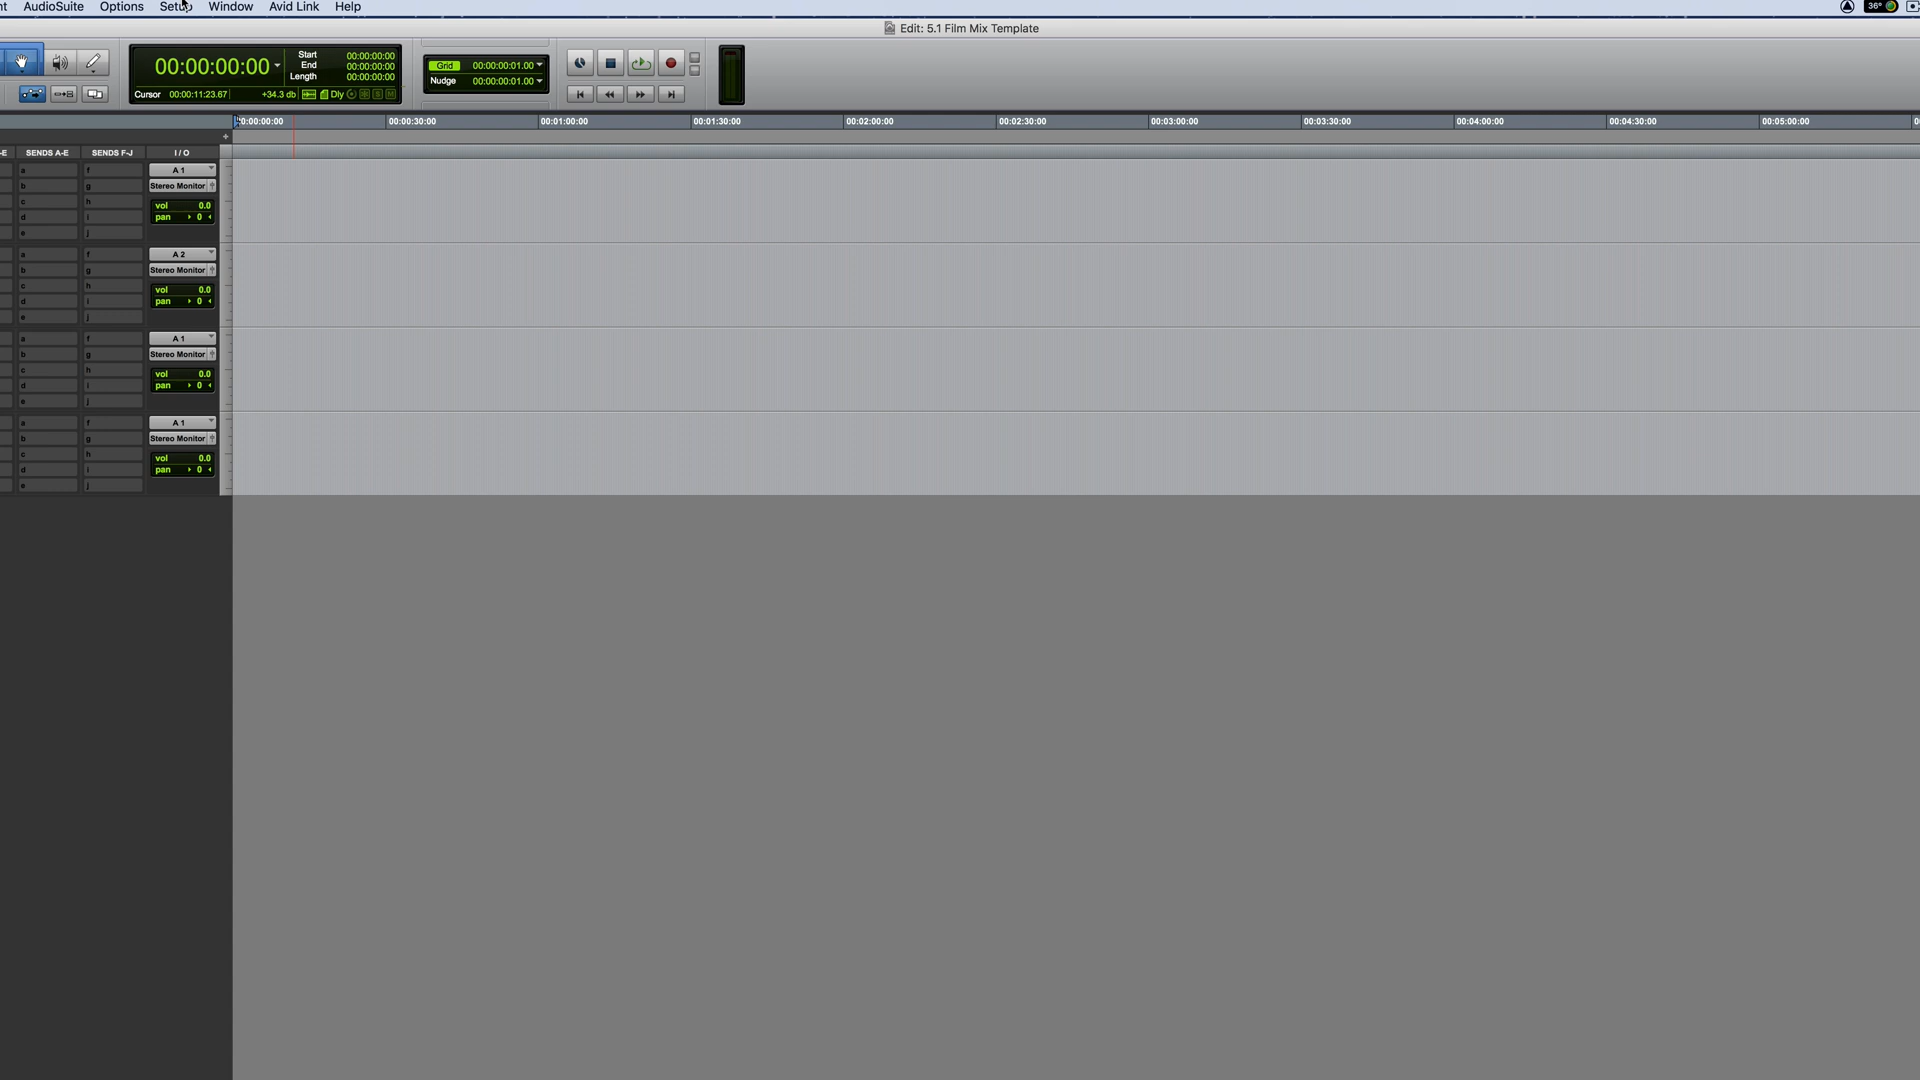 AudioSuite Options Setup Window Avid Link Help 36°
Edit: 5.1 Film Mix Template
00:00:00:00
Start 00:00:00:00
End 00:00:00:00
Length 00:00:00:00
Cursor 00:00:11:23.67 +34.3 db Dly
Grid 00:00:00:01.00
Nudge 00:00:00:01.00
0:00:00:00 00:00:30:00 00:01:00:00 00:01:30:00 00:02:00:00 00:02:30:00 00:03:00:00 00:03:30:00 00:04:00:00 00:04:30:00 00:05:00:00
SENDS A-E SENDS F-J I / O
a f A 1
b g Stereo Monitor
c h vol 0.0
d i pan 0
e j
a f A 2
b g Stereo Monitor
c h vol 0.0
d i pan 0
e j
a f A 1
b g Stereo Monitor
c h vol 0.0
d i pan 0
e j
a f A 1
b g Stereo Monitor
c h vol 0.0
d i pan 0
e j